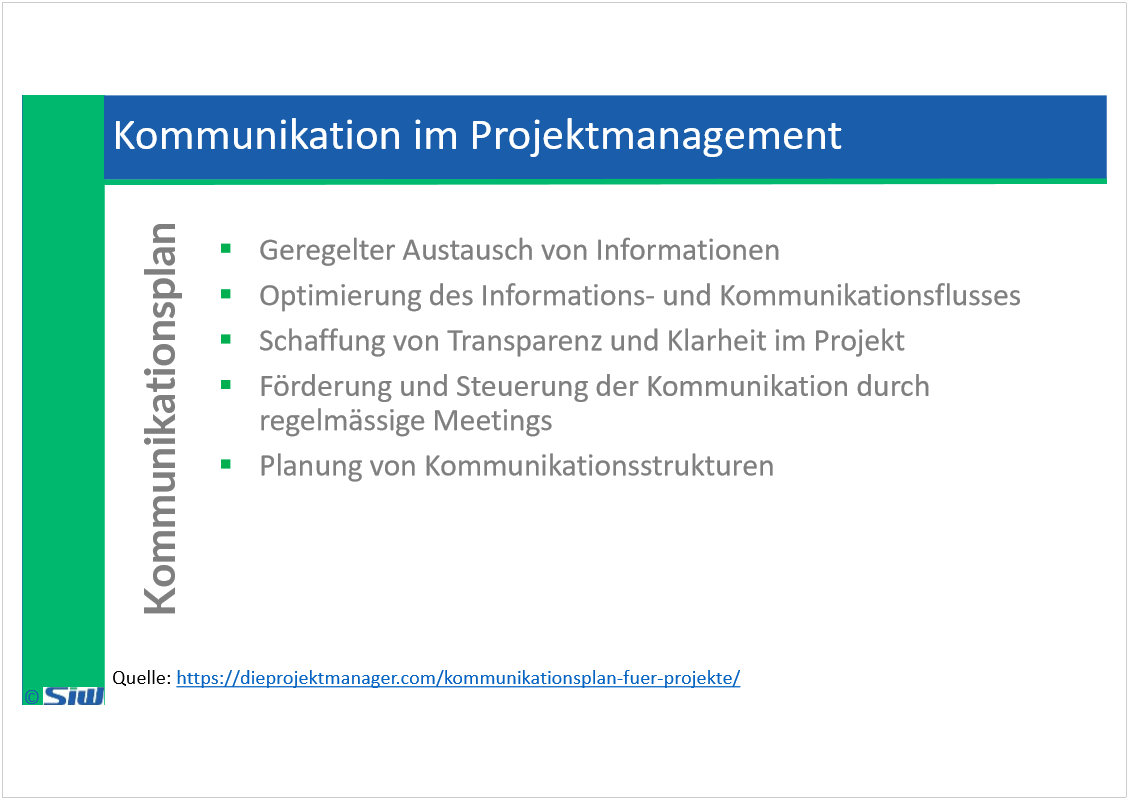 Kommunikation im Projektmanagement
Kommunikationsplan
▪ Geregelter Austausch von Informationen
▪ Optimierung des Informations- und Kommunikationsflusses
▪ Schaffung von Transparenz und Klarheit im Projekt
▪ Förderung und Steuerung der Kommunikation durch
regelmässige Meetings
▪ Planung von Kommunikationsstrukturen
Quelle: https://dieprojektmanager.com/kommunikationsplan-fuer-projekte/
© SIW